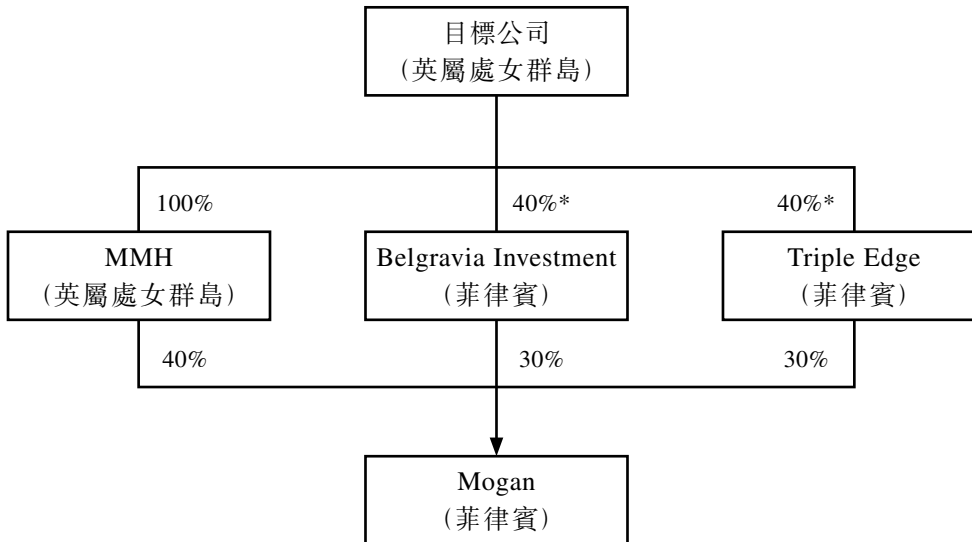 目標公司
(英屬處女群島)
100%
40%*
40%*
MMH
(英屬處女群島)
Belgravia Investment
(菲律賓)
Triple Edge
(菲律賓)
40%
30%
30%
Mogan
(菲律賓)